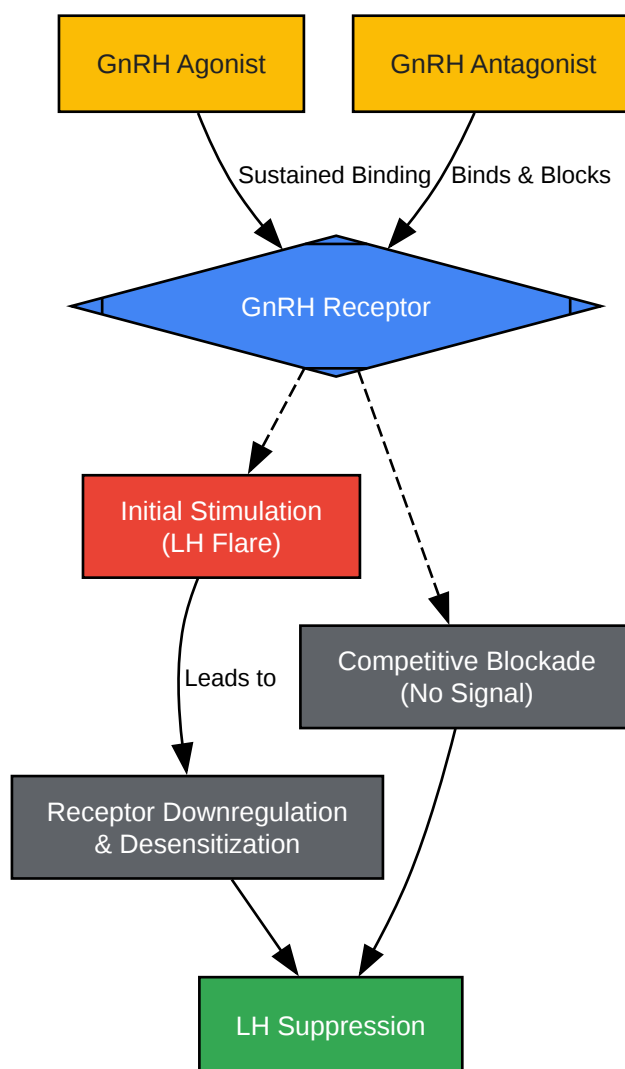 GnRH Agonist
GnRH Antagonist
Sustained Binding
Binds & Blocks
GnRH Receptor
Initial Stimulation
(LH Flare)
Competitive Blockade
(No Signal)
Leads to
Receptor Downregulation
& Desensitization
LH Suppression